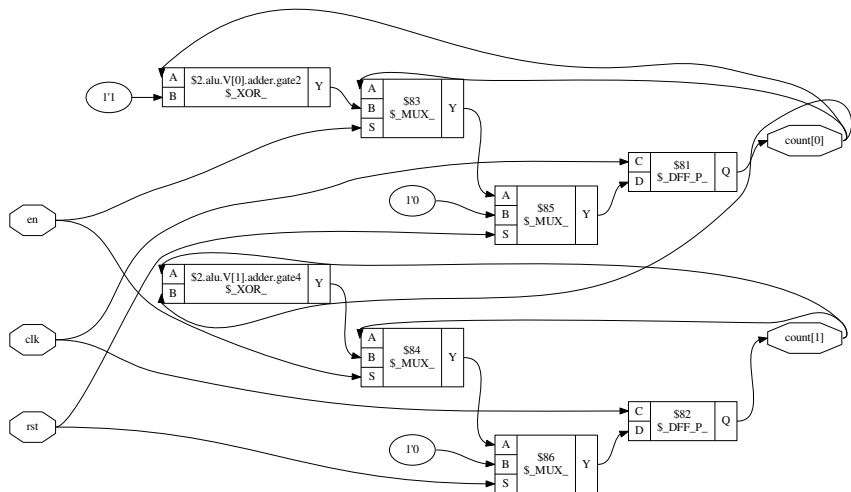 A
B
$2.alu.V[0].adder.gate2
$_XOR_
Y
1'1
A
B
S
$83
$_MUX_
Y
count[0]
C
D
$81
$_DFF_P_
Q
1'0
A
B
S
$85
$_MUX_
Y
en
A
B
$2.alu.V[1].adder.gate4
$_XOR_
Y
clk
A
B
S
$84
$_MUX_
Y
count[1]
rst
C
D
$82
$_DFF_P_
Q
1'0
A
B
S
$86
$_MUX_
Y